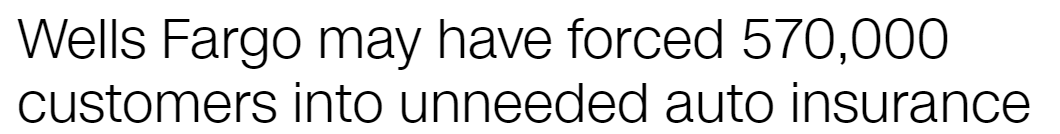 Wells Fargo may have forced 570,000
customers into unneeded auto insurance